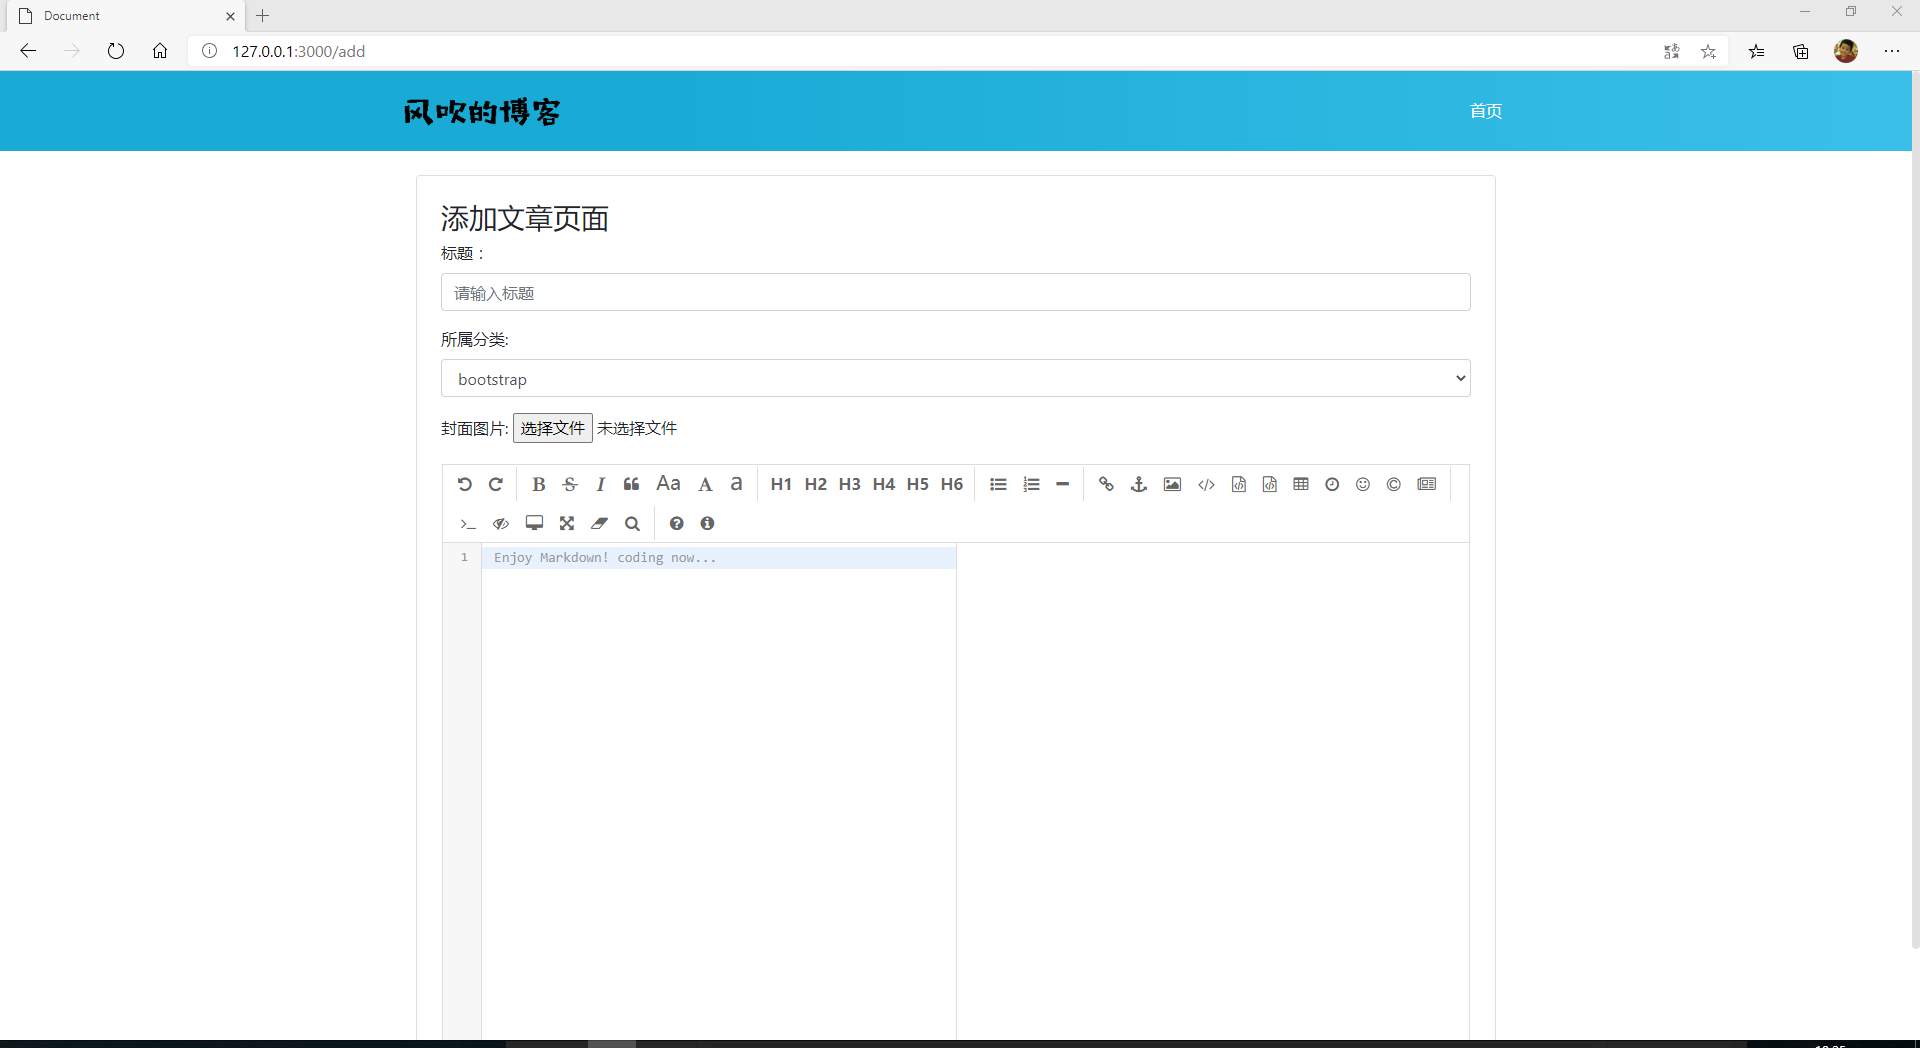 Document
127.0.0.1:3000/add
风吹的博客
首页
添加文章页面
标题：
请输入标题
所属分类:
bootstrap
封面图片: 选择文件 未选择文件
B S I Aa A a H1 H2 H3 H4 H5 H6
1 Enjoy Markdown! coding now...